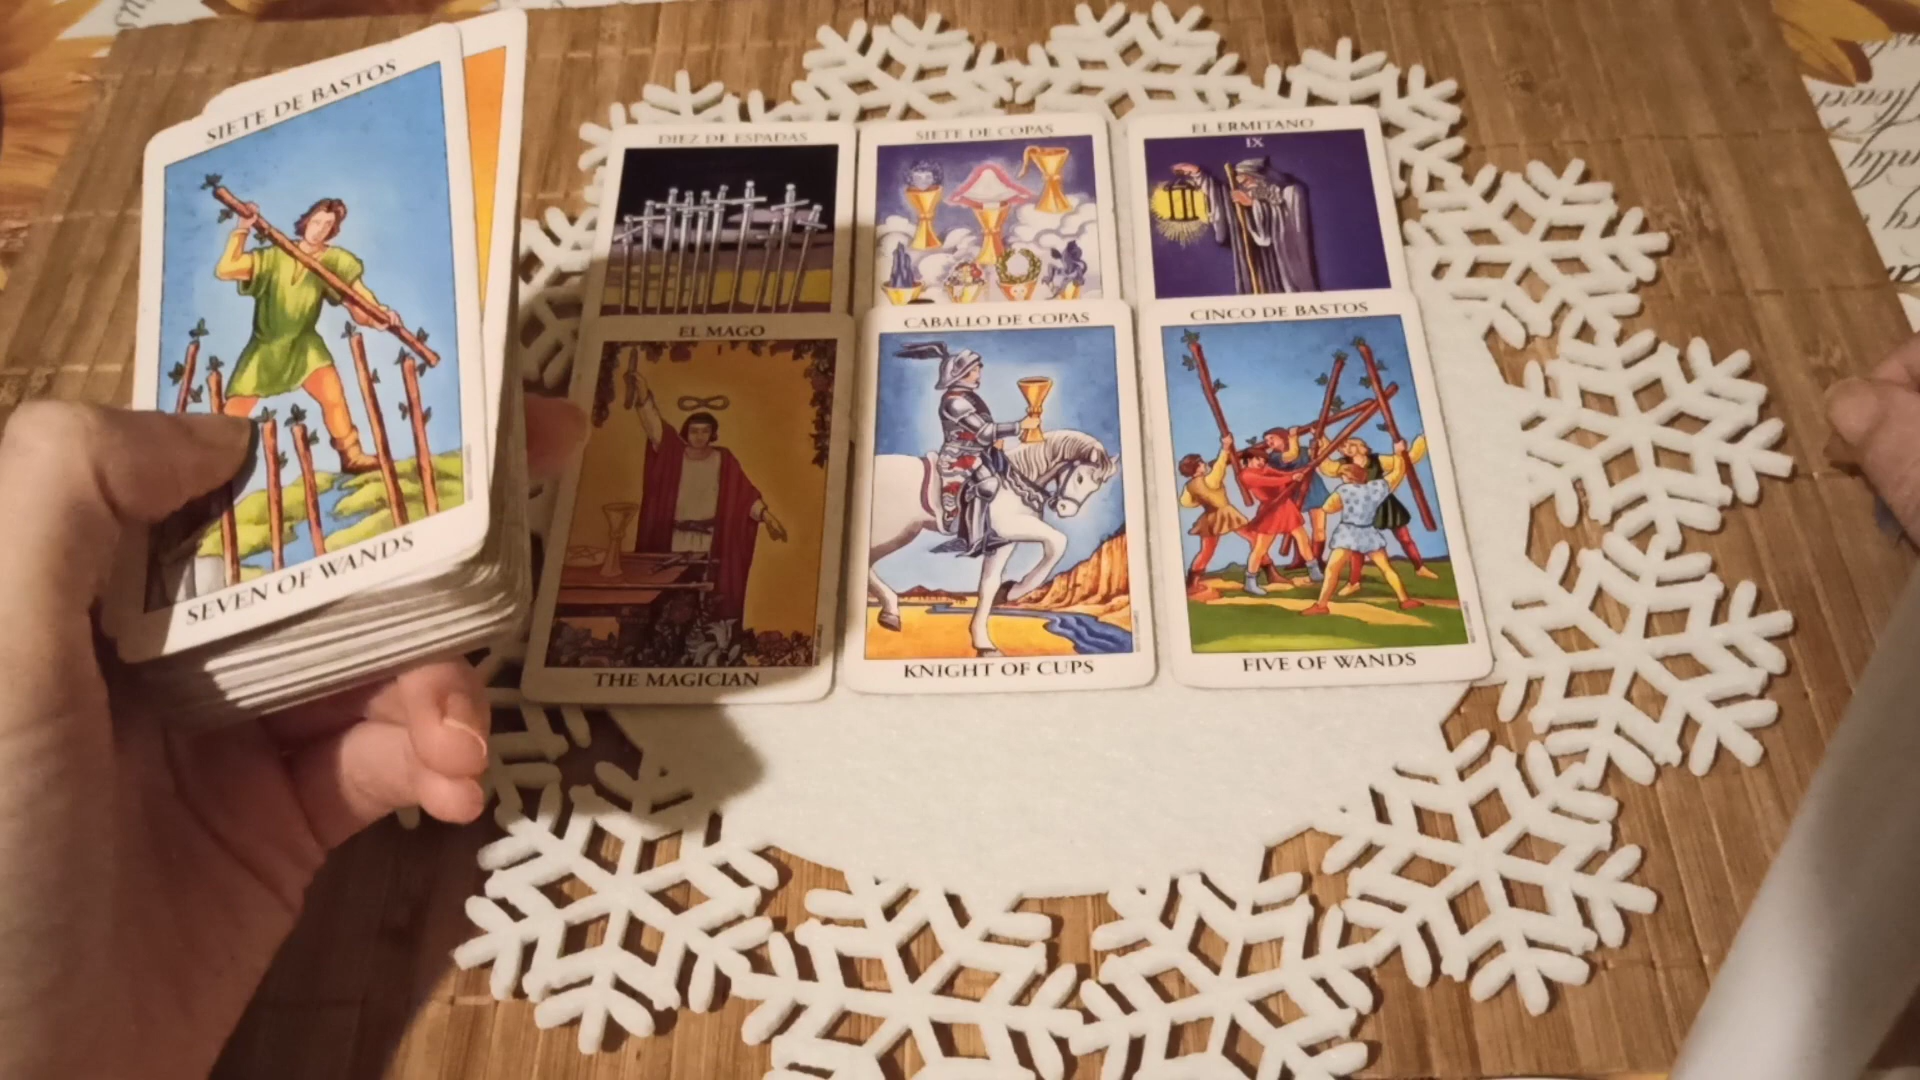 SIETE DE BASTOS
SEVEN OF WANDS
DIEZ DE ESPADAS
SIETE DE COPAS
EL ERMITANO
IX
EL MAGO
I
THE MAGICIAN
CABALLO DE COPAS
KNIGHT OF CUPS
CINCO DE BASTOS
FIVE OF WANDS